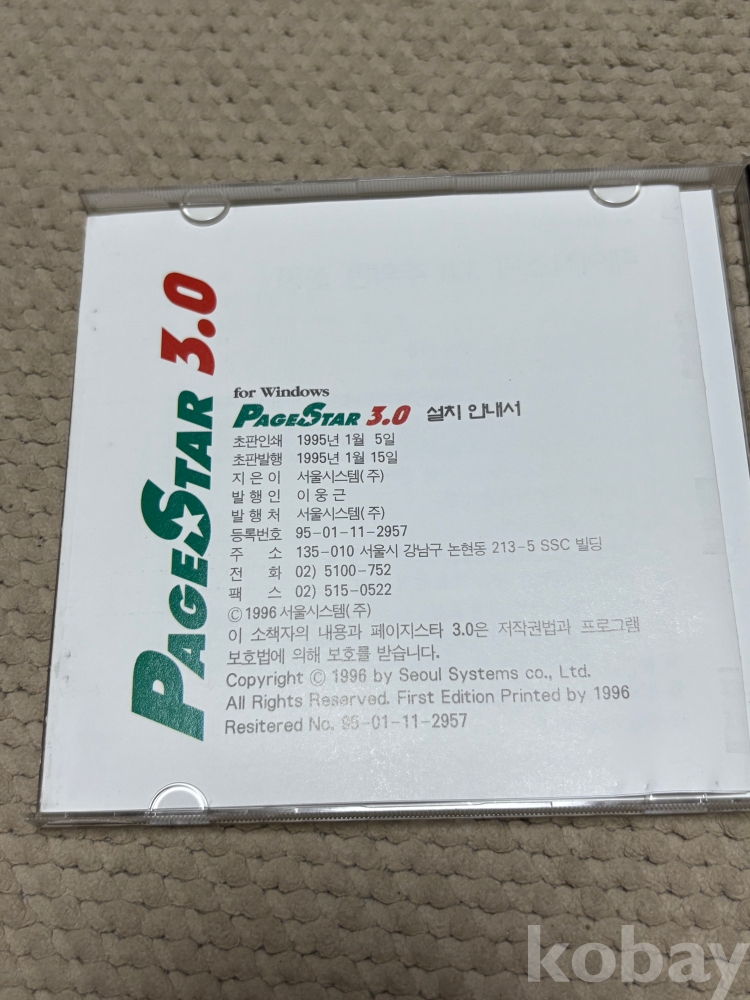 PAGESTAR 3.0
for Windows
PAGESTAR 3.0 설치 안내서
초판인쇄 1995년 1월 5일
초판발행 1995년 1월 15일
지 은 이 서울시스템(주)
발 행 인 이 웅 근
발 행 처 서울시스템(주)
등록번호 95-01-11-2957
주 소 135-010 서울시 강남구 논현동 213-5 SSC 빌딩
전 화 02) 5100-752
팩 스 02) 515-0522
©1996 서울시스템(주)
이 소책자의 내용과 페이지스타 3.0은 저작권법과 프로그램
보호법에 의해 보호를 받습니다.
Copyright © 1996 by Seoul Systems co., Ltd.
All Rights Reserved. First Edition Printed by 1996
Resitered No. 95-01-11-2957
kobay